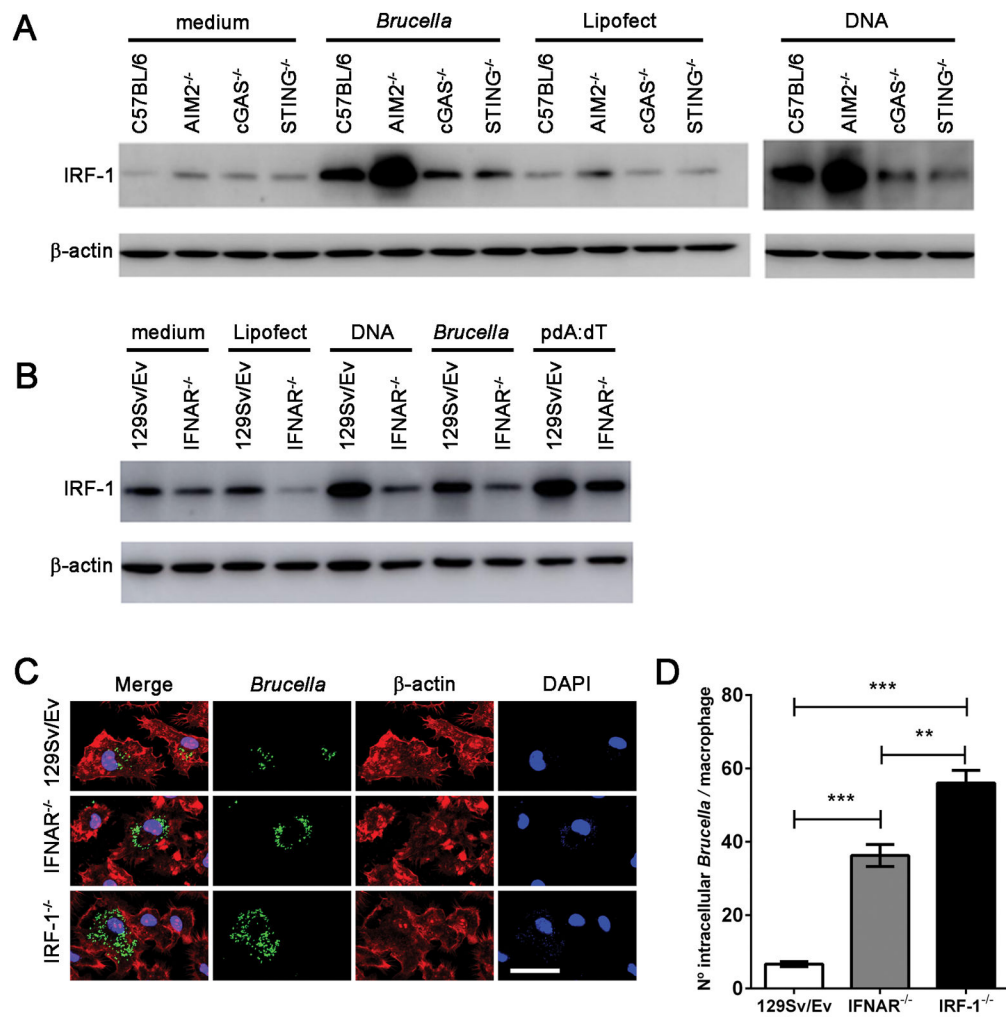 A
medium Brucella Lipofect DNA
C57BL/6 AIM2-/- cGAS-/- STING-/- C57BL/6 AIM2-/- cGAS-/- STING-/- C57BL/6 AIM2-/- cGAS-/- STING-/- C57BL/6 AIM2-/- cGAS-/- STING-/-
IRF-1
β-actin
B
medium Lipofect DNA Brucella pdA:dT
129Sv/Ev IFNAR-/- 129Sv/Ev IFNAR-/- 129Sv/Ev IFNAR-/- 129Sv/Ev IFNAR-/- 129Sv/Ev IFNAR-/-
IRF-1
β-actin
C
Merge Brucella β-actin DAPI
129Sv/Ev
IFNAR-/-
IRF-1-/-
D
Nº intracellular Brucella / macrophage
80
60
40
20
0
***
**
***
129Sv/Ev IFNAR-/- IRF-1-/-